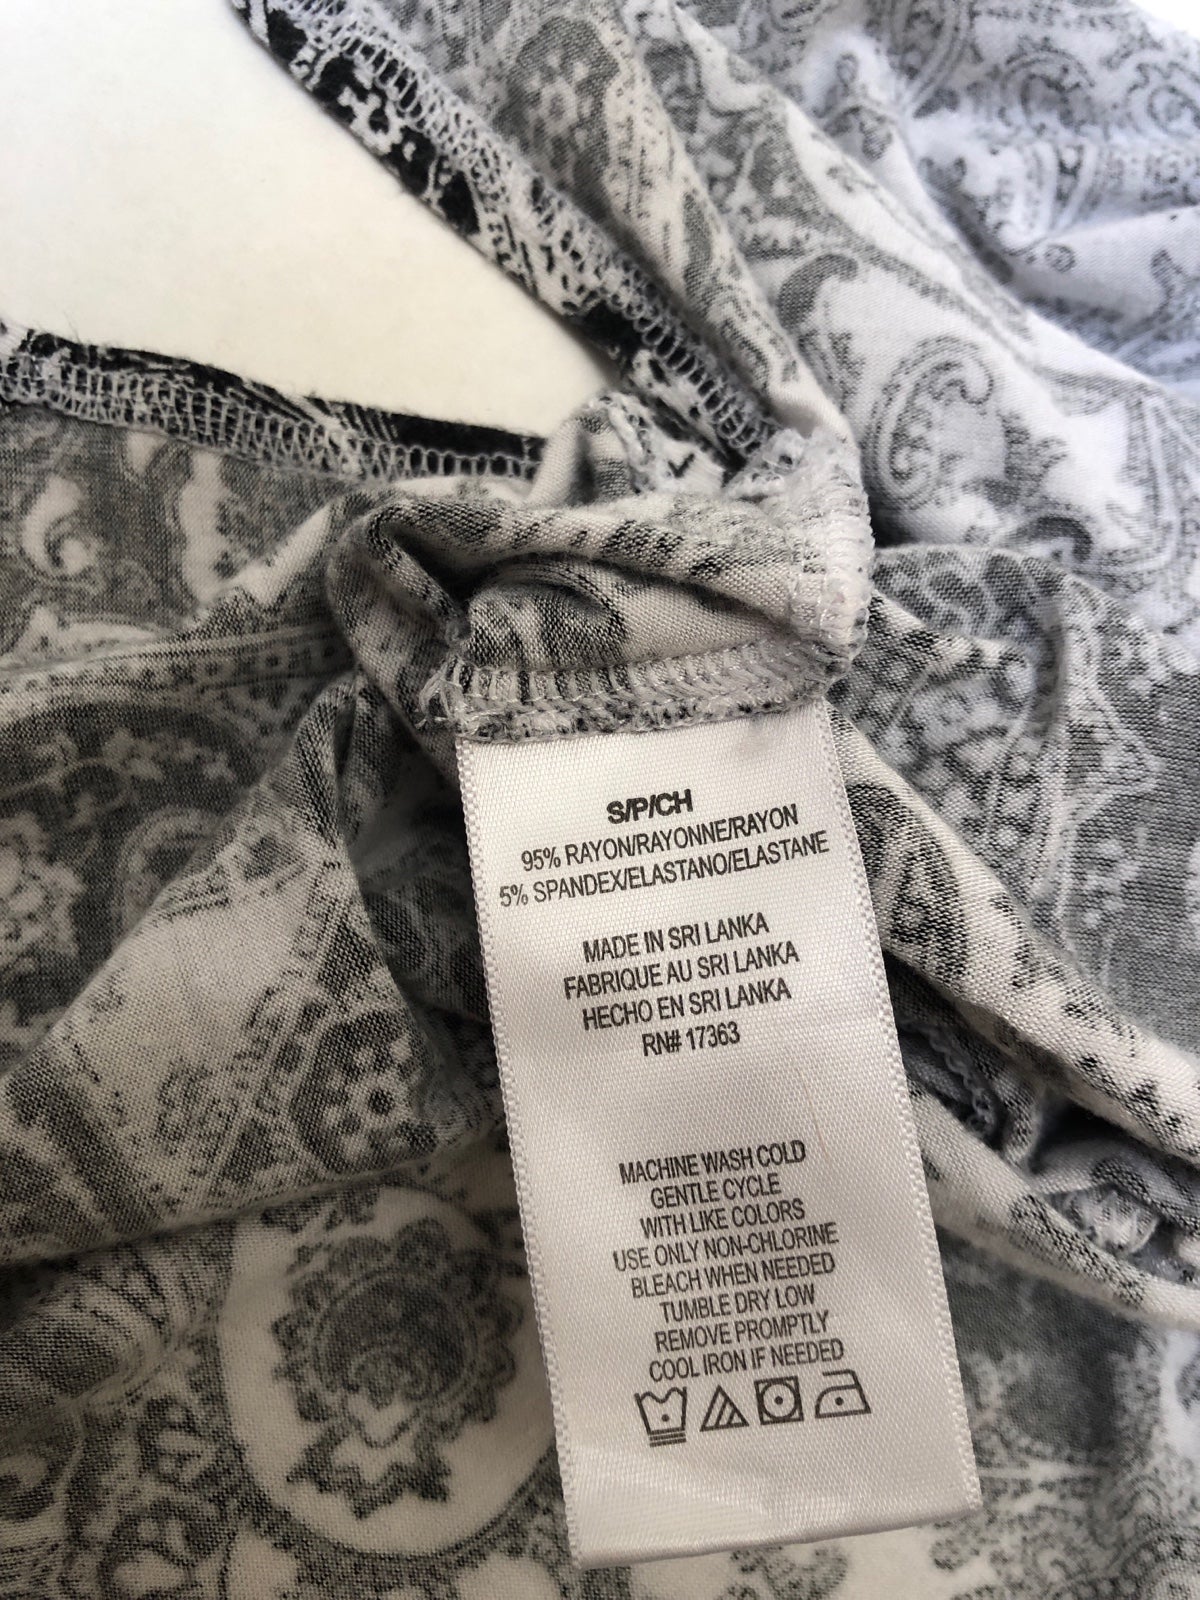 S/P/CH
95% RAYON/RAYONNE/RAYON
5% SPANDEX/ELASTANO/ELASTANE
MADE IN SRI LANKA
FABRIQUE AU SRI LANKA
HECHO EN SRI LANKA
RN# 17363
MACHINE WASH COLD
GENTLE CYCLE
WITH LIKE COLORS
USE ONLY NON-CHLORINE
BLEACH WHEN NEEDED
TUMBLE DRY LOW
REMOVE PROMPTLY
COOL IRON IF NEEDED